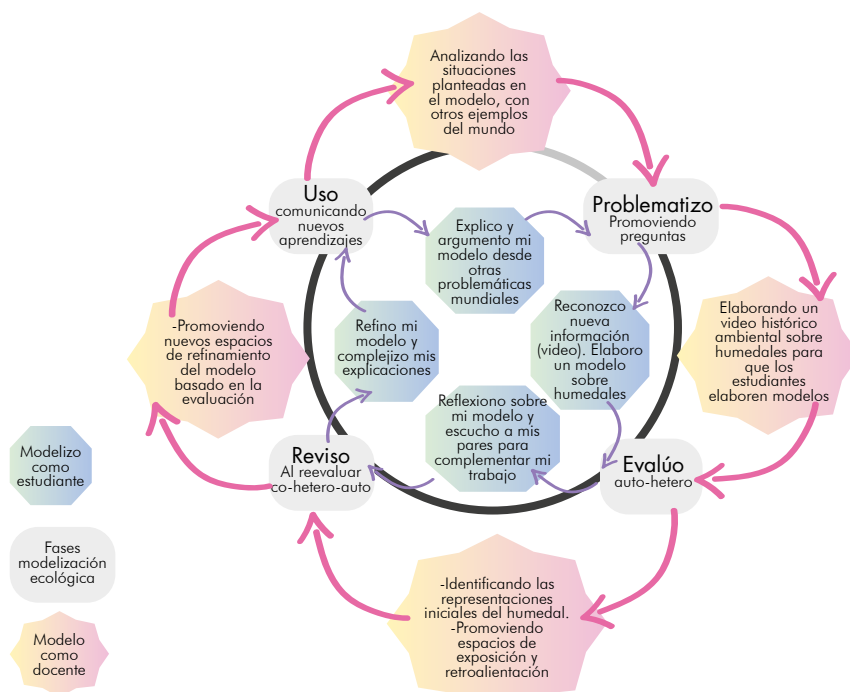 Analizando las
situaciones
planteadas en
el modelo, con
otros ejemplos
del mundo
Uso
comunicando
nuevos
aprendizajes
Problematizo
Promoviendo
preguntas
Explico y
argumento mi
modelo desde
otras
problemáticas
mundiales
-Promoviendo
nuevos espacios
de refinamiento
del modelo
basado en la
evaluación
Refino mi
modelo y
complejizo mis
explicaciones
Reconozco
nueva
información
(video). Elaboro
un modelo
sobre
humedales
Elaborando un
video histórico
ambiental sobre
humedales para
que los
estudiantes
elaboren modelos
Reflexiono sobre
mi modelo y
escucho a mis
pares para
complementar mi
trabajo
Reviso
Al reevaluar
co-hetero-auto
Evalúo
auto-hetero
-Identificando las
representaciones
iniciales del humedal.
-Promoviendo
espacios de
exposición y
retroalientación
Modelizo
como
estudiante
Fases
modelización
ecológica
Modelo
como
docente